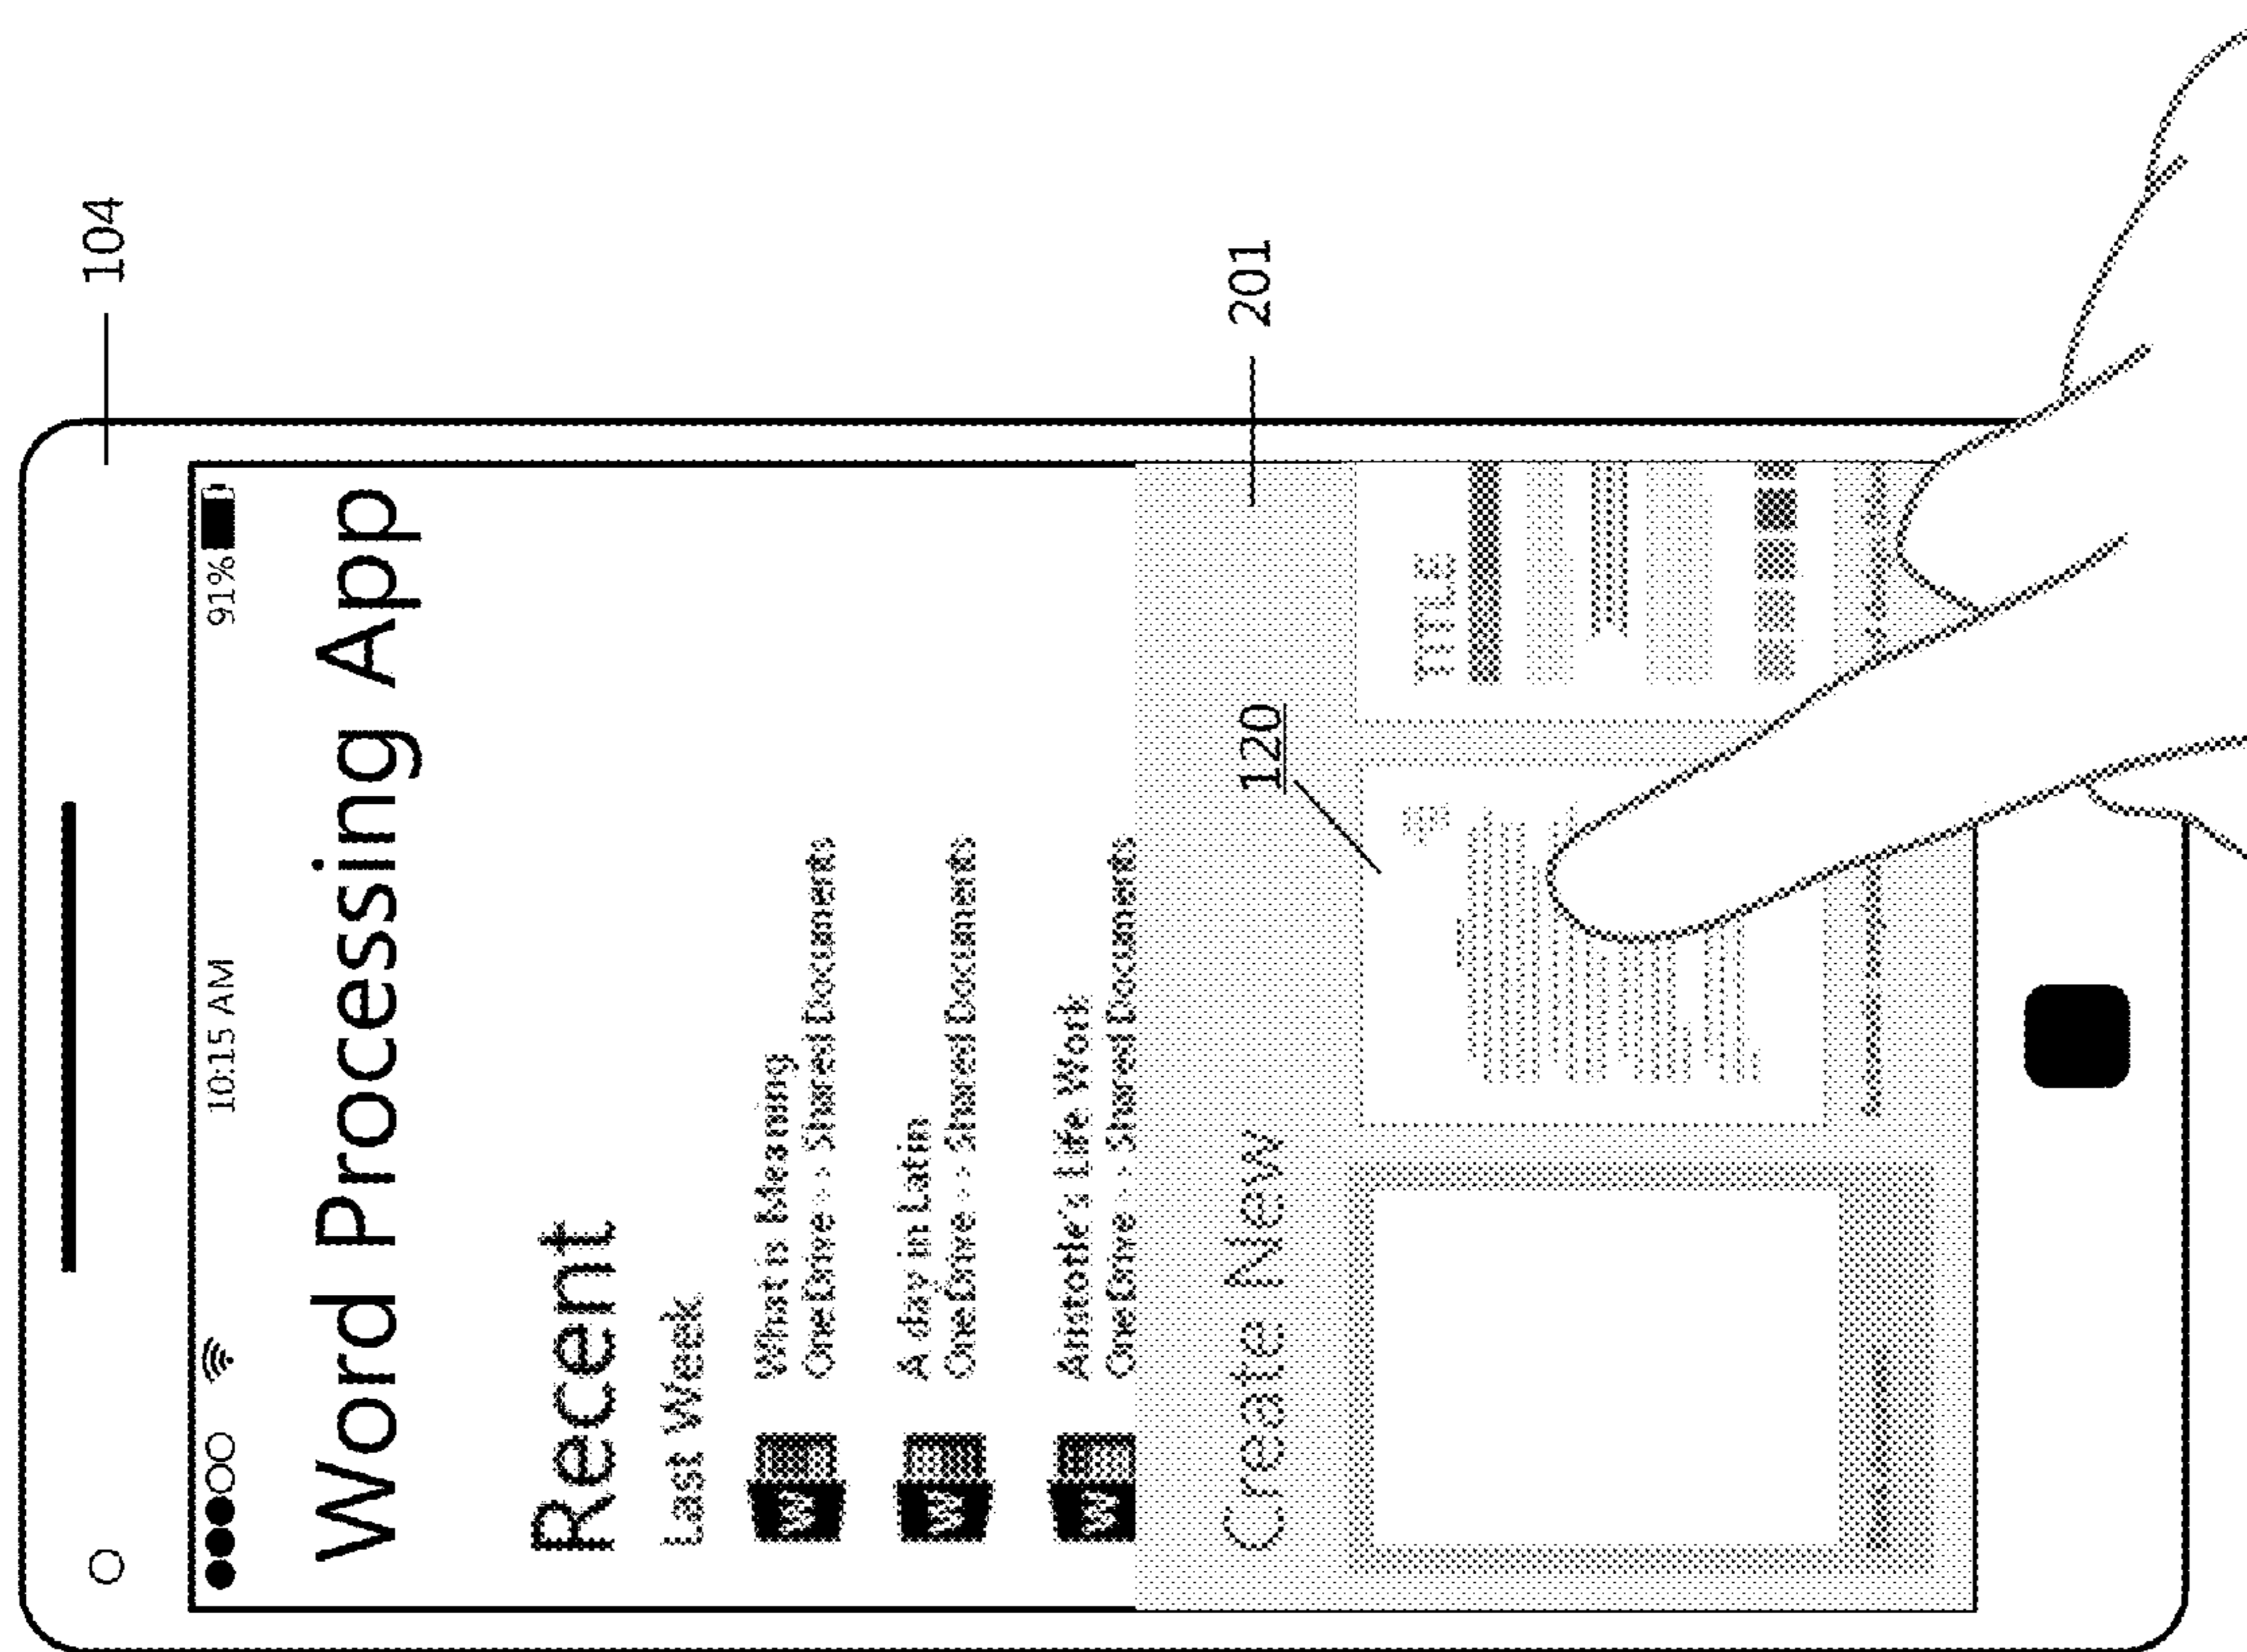 104
10:15 AM
91%
Word Processing App
Recent
Last Week
W
What is Meaning
OneDrive >> Shared Documents
W
A day in Latin
OneDrive >> Shared Documents
W
Aristotle's Life Work
OneDrive >> Shared Documents
201
Create New
120
TITLE